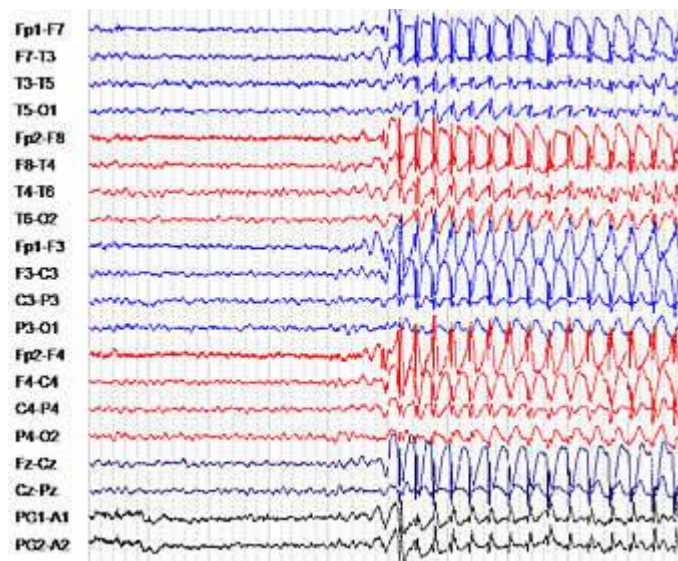 Fp1-F7
F7-T3
T3-T5
T5-O1
Fp2-F8
F8-T4
T4-T6
T6-O2
Fp1-F3
F3-C3
C3-P3
P3-O1
Fp2-F4
F4-C4
C4-P4
P4-O2
Fz-Cz
Cz-Pz
PG1-A1
PG2-A2